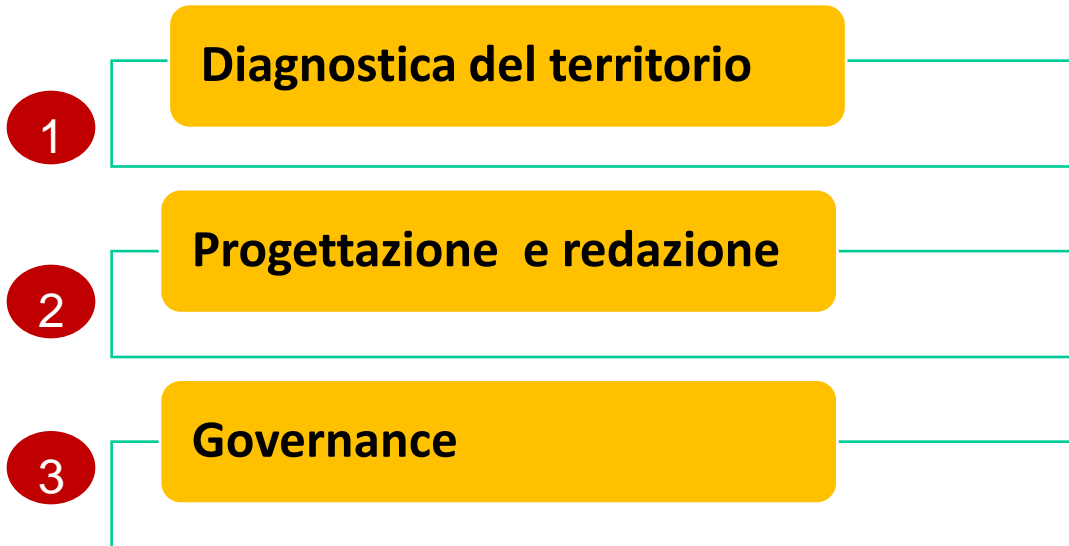 Diagnostica del territorio
1
Progettazione  e redazione
2
Governance
3